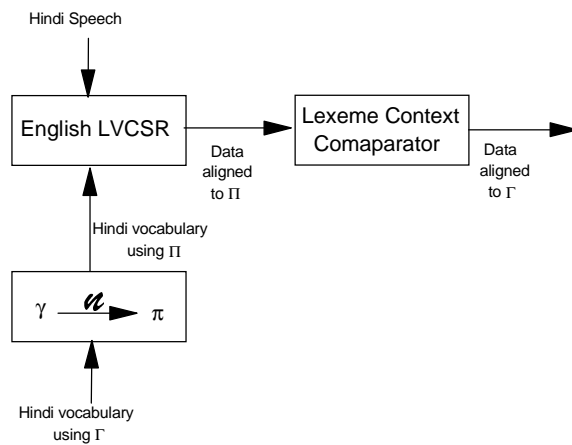 Hindi Speech
English LVCSR
Lexeme Context
Comaparator
Data
aligned
to Π
Data
aligned
to Γ
Hindi vocabulary
using Π
γ π
Hindi vocabulary
using Γ